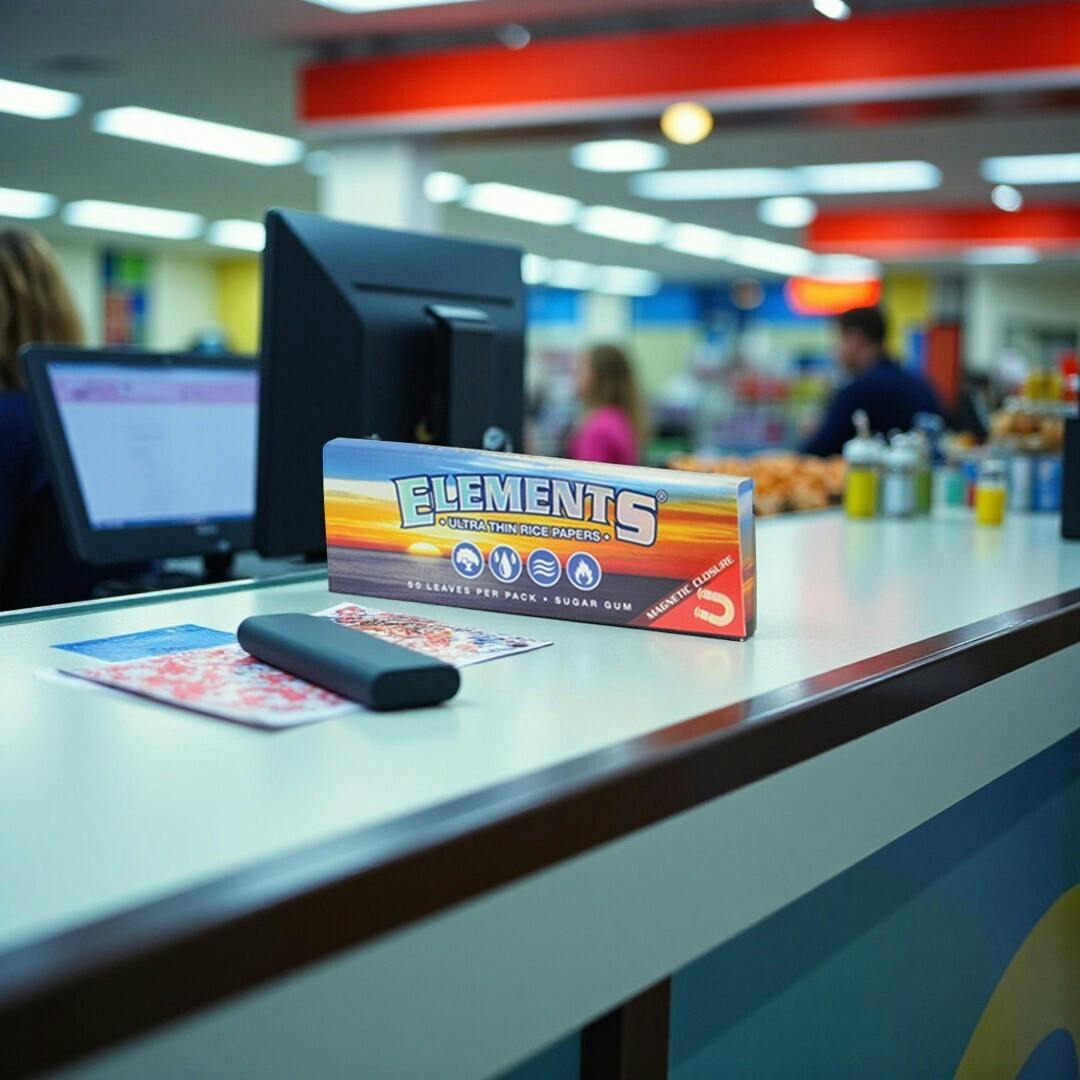 ELEMENTS®
• ULTRA THIN RICE PAPERS •
50 LEAVES PER PACK • SUGAR GUM
MAGNETIC CLOSURE